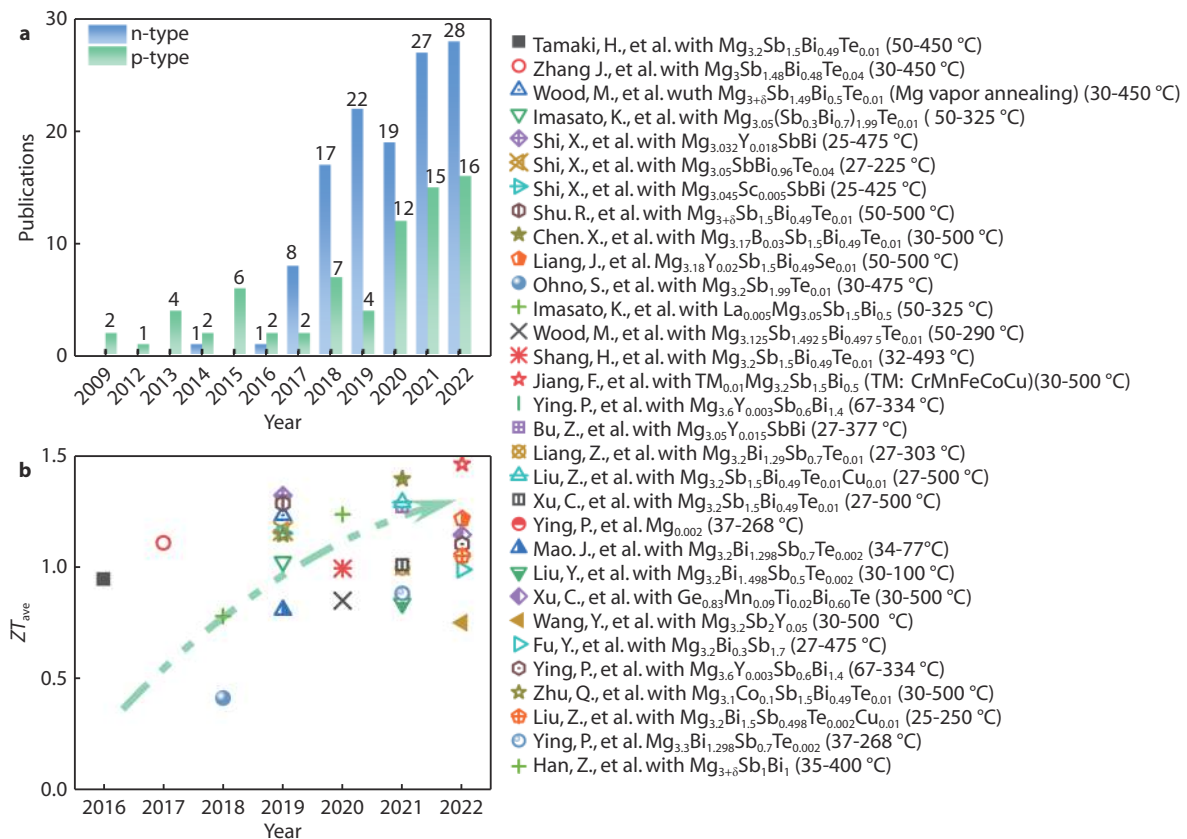 a
30
20
10
0
Publications
n-type
p-type
2
1
4
1
2
6
1
2
8
2
17
7
22
4
19
12
27
15
28
16
2009
2012
2013
2014
2015
2016
2017
2018
2019
2020
2021
2022
Year
b
1.5
1.0
0.5
0.0
ZT_ave
2016
2017
2018
2019
2020
2021
2022
Year
Tamaki, H., et al. with Mg3.2Sb1.5Bi0.49Te0.01 (50-450 °C)
Zhang J., et al. with Mg3Sb1.48Bi0.48Te0.04 (30-450 °C)
Wood, M., et al. wuth Mg3+δSb1.49Bi0.5Te0.01 (Mg vapor annealing) (30-450 °C)
Imasato, K., et al. with Mg3.05(Sb0.3Bi0.7)1.99Te0.01 ( 50-325 °C)
Shi, X., et al. with Mg3.032Y0.018SbBi (25-475 °C)
Shi, X., et al. with Mg3.05SbBi0.96Te0.04 (27-225 °C)
Shi, X., et al. with Mg3.045Sc0.005SbBi (25-425 °C)
Shu. R., et al. with Mg3+δSb1.5Bi0.49Te0.01 (50-500 °C)
Chen. X., et al. with Mg3.17B0.03Sb1.5Bi0.49Te0.01 (30-500 °C)
Liang, J., et al. Mg3.18Y0.02Sb1.5Bi0.49Se0.01 (50-500 °C)
Ohno, S., et al. with Mg3.2Sb1.99Te0.01 (30-475 °C)
Imasato, K., et al. with La0.005Mg3.05Sb1.5Bi0.5 (50-325 °C)
Wood, M., et al. with Mg3.125Sb1.492 5Bi0.497 5Te0.01 (50-290 °C)
Shang, H., et al. with Mg3.2Sb1.5Bi0.49Te0.01 (32-493 °C)
Jiang, F., et al. with TM0.01Mg3.2Sb1.5Bi0.5 (TM: CrMnFeCoCu)(30-500 °C)
Ying. P., et al. with Mg3.6Y0.003Sb0.6Bi1.4 (67-334 °C)
Bu, Z., et al. with Mg3.05Y0.015SbBi (27-377 °C)
Liang, Z., et al. with Mg3.2Bi1.29Sb0.7Te0.01 (27-303 °C)
Liu, Z., et al. with Mg3.2Sb1.5Bi0.49Te0.01Cu0.01 (27-500 °C)
Xu, C., et al. with Mg3.2Sb1.5Bi0.49Te0.01 (27-500 °C)
Ying, P., et al. Mg0.002 (37-268 °C)
Mao. J., et al. with Mg3.2Bi1.298Sb0.7Te0.002 (34-77°C)
Liu, Y., et al. with Mg3.2Bi1.498Sb0.5Te0.002 (30-100 °C)
Xu, C., et al. with Ge0.83Mn0.09Ti0.02Bi0.60Te (30-500 °C)
Wang, Y., et al. with Mg3.2Sb2Y0.05 (30-500 °C)
Fu, Y., et al. with Mg3.2Bi0.3Sb1.7 (27-475 °C)
Ying, P., et al. with Mg3.6Y0.003Sb0.6Bi1.4 (67-334 °C)
Zhu, Q., et al. with Mg3.1Co0.1Sb1.5Bi0.49Te0.01 (30-500 °C)
Liu, Z., et al. with Mg3.2Bi1.5Sb0.498Te0.002Cu0.01 (25-250 °C)
Ying, P., et al. Mg3.3Bi1.298Sb0.7Te0.002 (37-268 °C)
Han, Z., et al. with Mg3+δSb1Bi1 (35-400 °C)